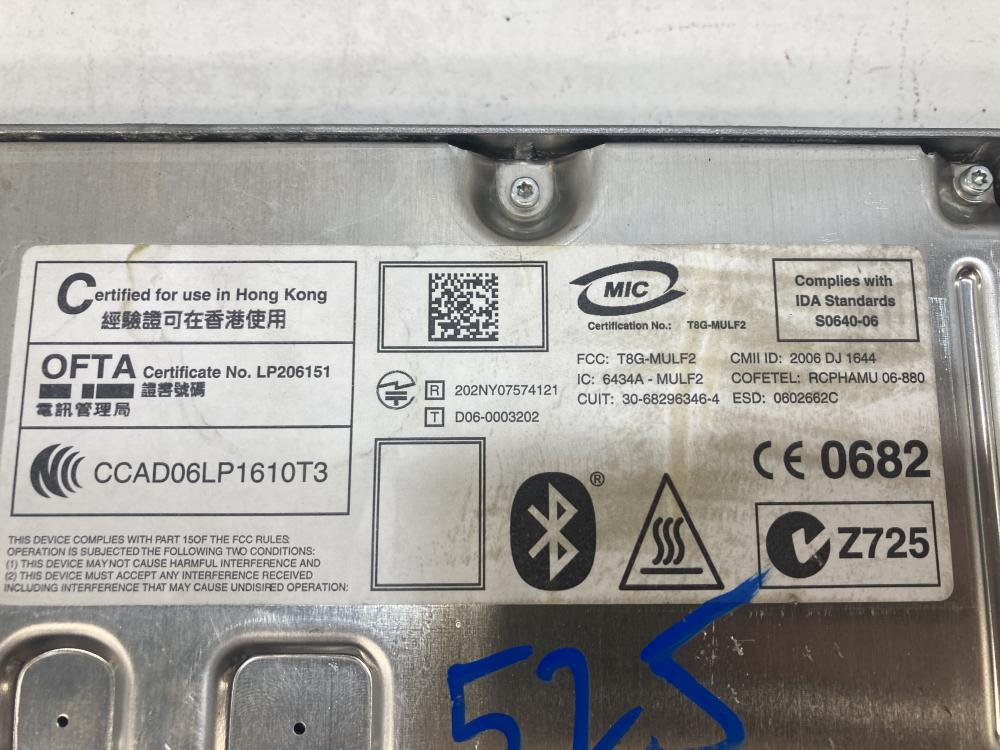 Certified for use in Hong Kong
經驗證可在香港使用
OFTA Certificate No. LP206151
電訊管理局 證書號碼
CCAD06LP1610T3
THIS DEVICE COMPLIES WITH PART 15OF THE FCC RULES:
OPERATION IS SUBJECTED THE FOLLOWING TWO CONDITIONS:
(1) THIS DEVICE MAY NOT CAUSE HARMFUL INTERFERENCE AND
(2) THIS DEVICE MUST ACCEPT ANY INTERFERENCE RECEIVED
INCLUDING INTERFERENCE THAT MAY CAUSE UNDISIRED OPERATION:
R 202NY07574121
T D06-0003202
MIC
Certification No.: T8G-MULF2
Complies with
IDA Standards
S0640-06
FCC: T8G-MULF2 CMII ID: 2006 DJ 1644
IC: 6434A - MULF2 COFETEL: RCPHAMU 06-880
CUIT: 30-68296346-4 ESD: 0602662C
CE 0682
®
Z725
525